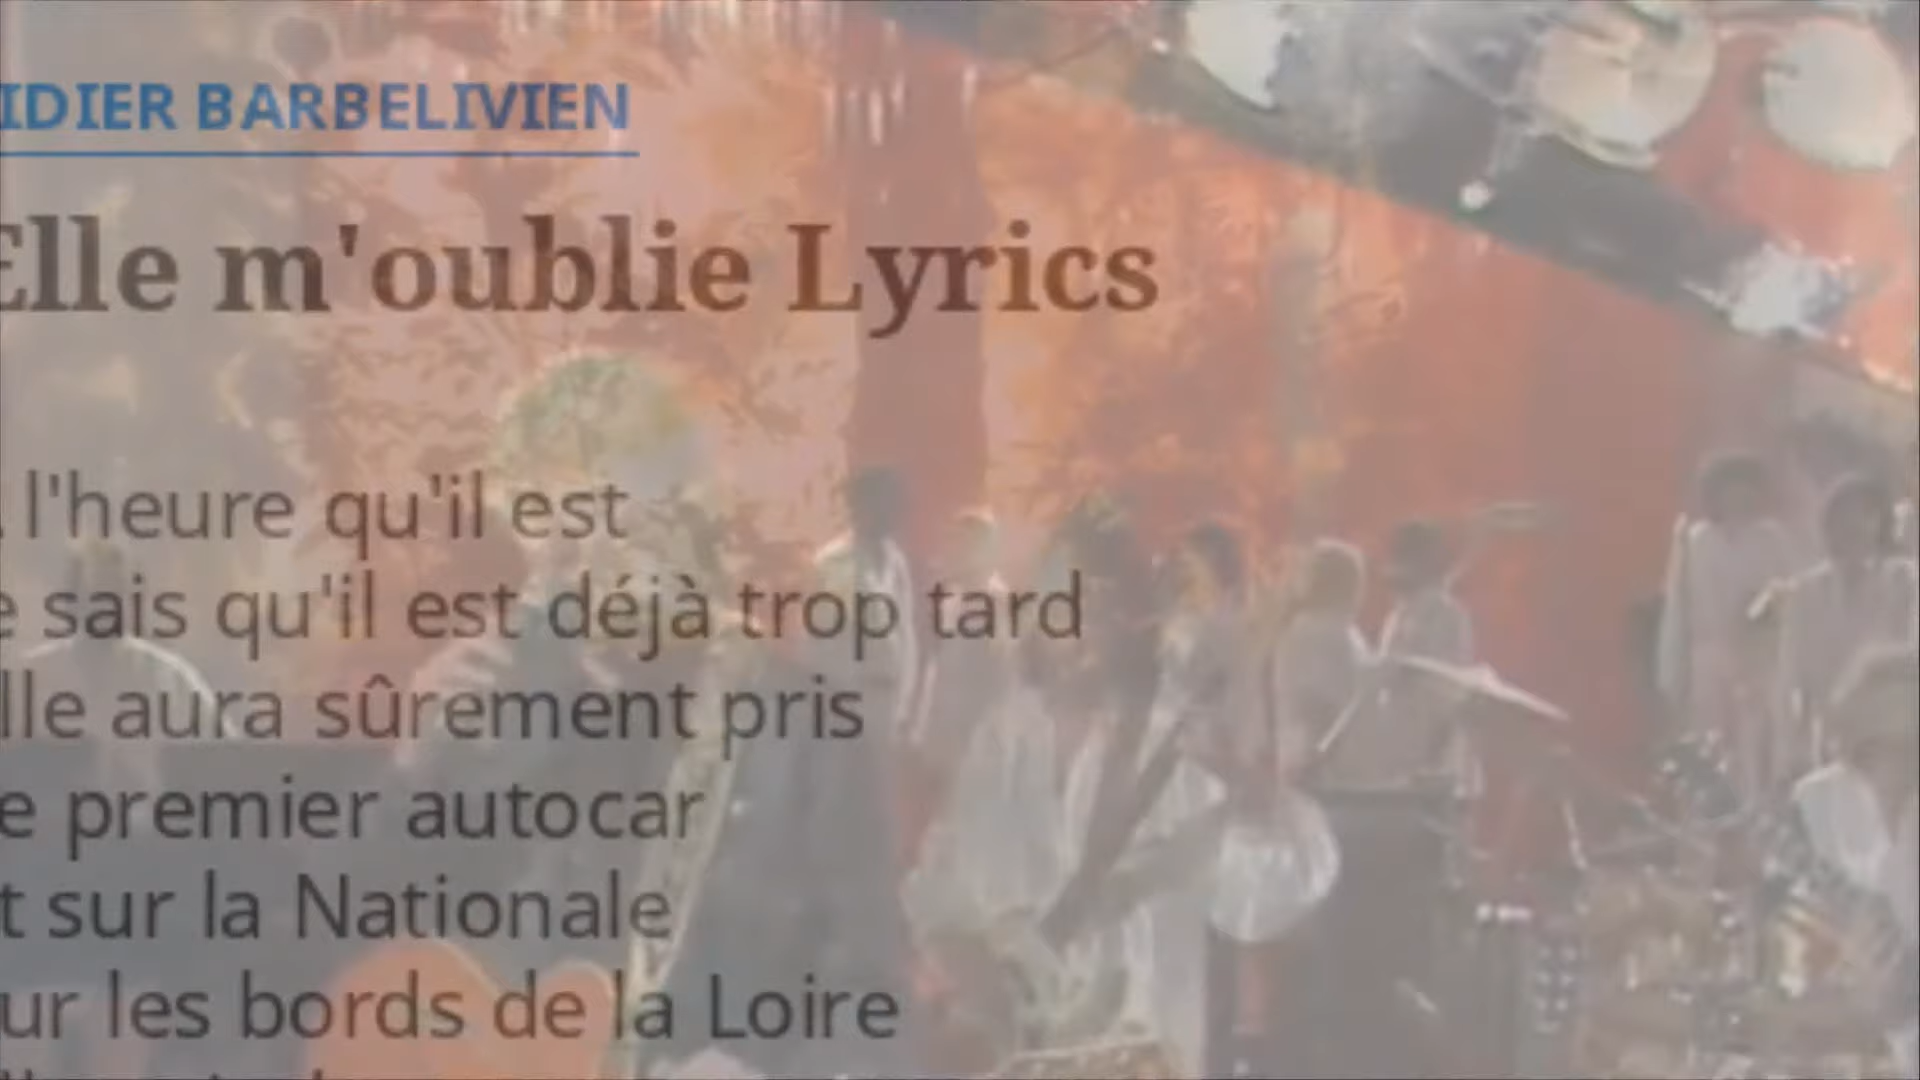 IDIER BARBELIVIEN
Elle m'oublie Lyrics
l'heure qu'il est
e sais qu'il est déjà trop tard
lle aura sûrement pris
e premier autocar
t sur la Nationale
ur les bords de la Loire